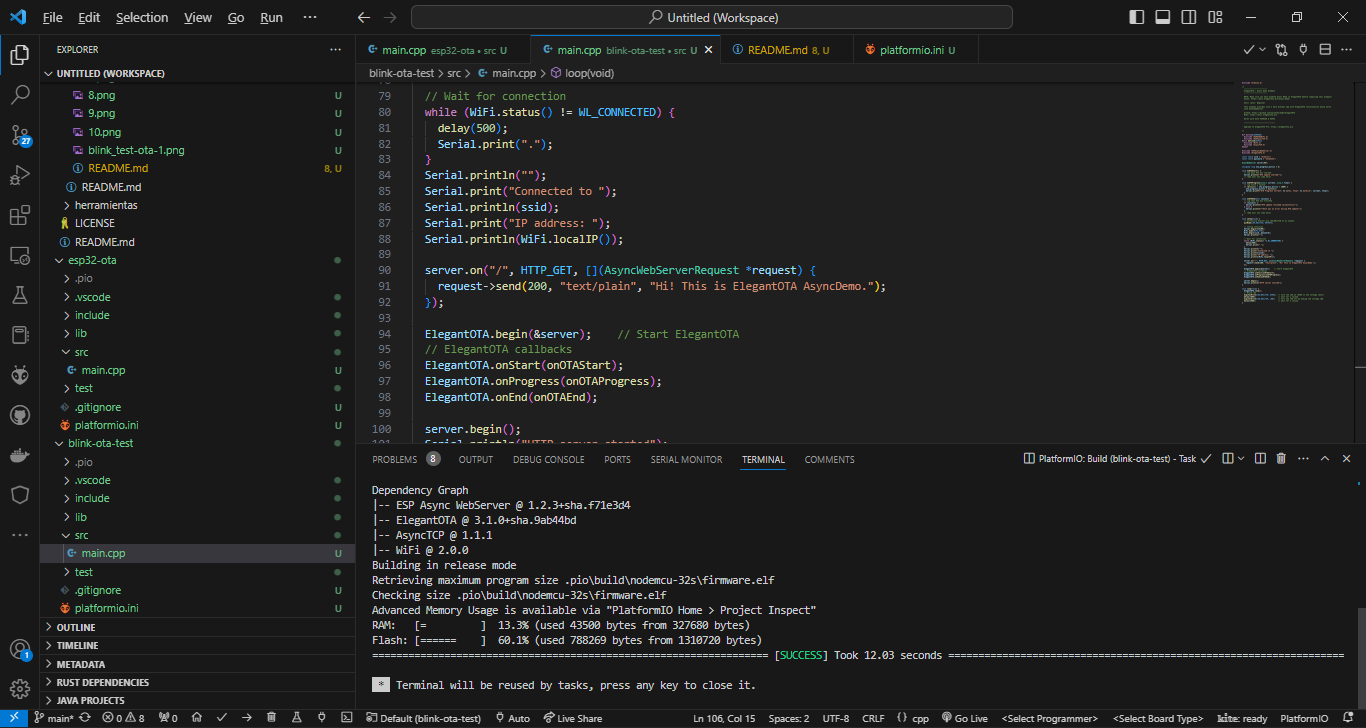 File Edit Selection View Go Run ··· Untitled (Workspace)
EXPLORER ···
UNTITLED (WORKSPACE)
8.png U
9.png U
10.png U
blink_test-ota-1.png U
README.md 8, U
README.md
herramientas
LICENSE
README.md
esp32-ota
.pio
.vscode
include
lib
src
main.cpp U
test
.gitignore U
platformio.ini U
blink-ota-test
.pio
.vscode
include
lib
src
main.cpp U
test
.gitignore U
platformio.ini U
OUTLINE
TIMELINE
METADATA
RUST DEPENDENCIES
JAVA PROJECTS
27
1
main.cpp esp32-ota • src U
main.cpp blink-ota-test • src U
README.md 8, U
platformio.ini U
blink-ota-test > src > main.cpp > loop(void)
79 // Wait for connection
80 while (WiFi.status() != WL_CONNECTED) {
81 delay(500);
82 Serial.print(".");
83 }
84 Serial.println("");
85 Serial.print("Connected to ");
86 Serial.println(ssid);
87 Serial.print("IP address: ");
88 Serial.println(WiFi.localIP());
89
90 server.on("/", HTTP_GET, [](AsyncWebServerRequest *request) {
91 request->send(200, "text/plain", "Hi! This is ElegantOTA AsyncDemo.");
92 });
93
94 ElegantOTA.begin(&server); // Start ElegantOTA
95 // ElegantOTA callbacks
96 ElegantOTA.onStart(onOTAStart);
97 ElegantOTA.onProgress(onOTAProgress);
98 ElegantOTA.onEnd(onOTAEnd);
99
100 server.begin();
101 Serial.println("HTTP server started");
PROBLEMS 8 OUTPUT DEBUG CONSOLE PORTS SERIAL MONITOR TERMINAL COMMENTS PlatformIO: Build (blink-ota-test) - Task
Dependency Graph
|-- ESP Async WebServer @ 1.2.3+sha.f71e3d4
|-- ElegantOTA @ 3.1.0+sha.9ab44bd
|-- AsyncTCP @ 1.1.1
|-- WiFi @ 2.0.0
Building in release mode
Retrieving maximum program size .pio\build\nodemcu-32s\firmware.elf
Checking size .pio\build\nodemcu-32s\firmware.elf
Advanced Memory Usage is available via "PlatformIO Home > Project Inspect"
RAM: [= ] 13.3% (used 43500 bytes from 327680 bytes)
Flash: [====== ] 60.1% (used 788269 bytes from 1310720 bytes)
================================================================== [SUCCESS] Took 12.03 seconds ==================================================================
* Terminal will be reused by tasks, press any key to close it.
main* 0 8 0 Default (blink-ota-test) Auto Live Share Ln 106, Col 15 Spaces: 2 UTF-8 CRLF {} cpp Go Live <Select Programmer> <Select Board Type> kite: ready PlatformIO